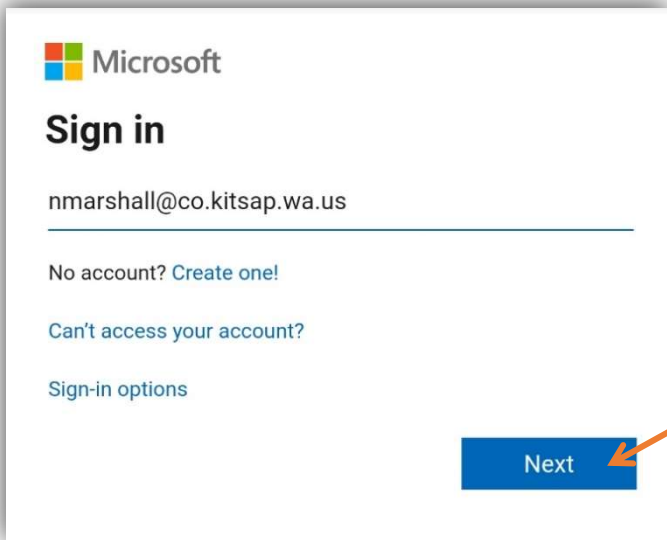 Microsoft
Sign in
nmarshall@co.kitsap.wa.us
No account? Create one!
Can't access your account?
Sign-in options
Next